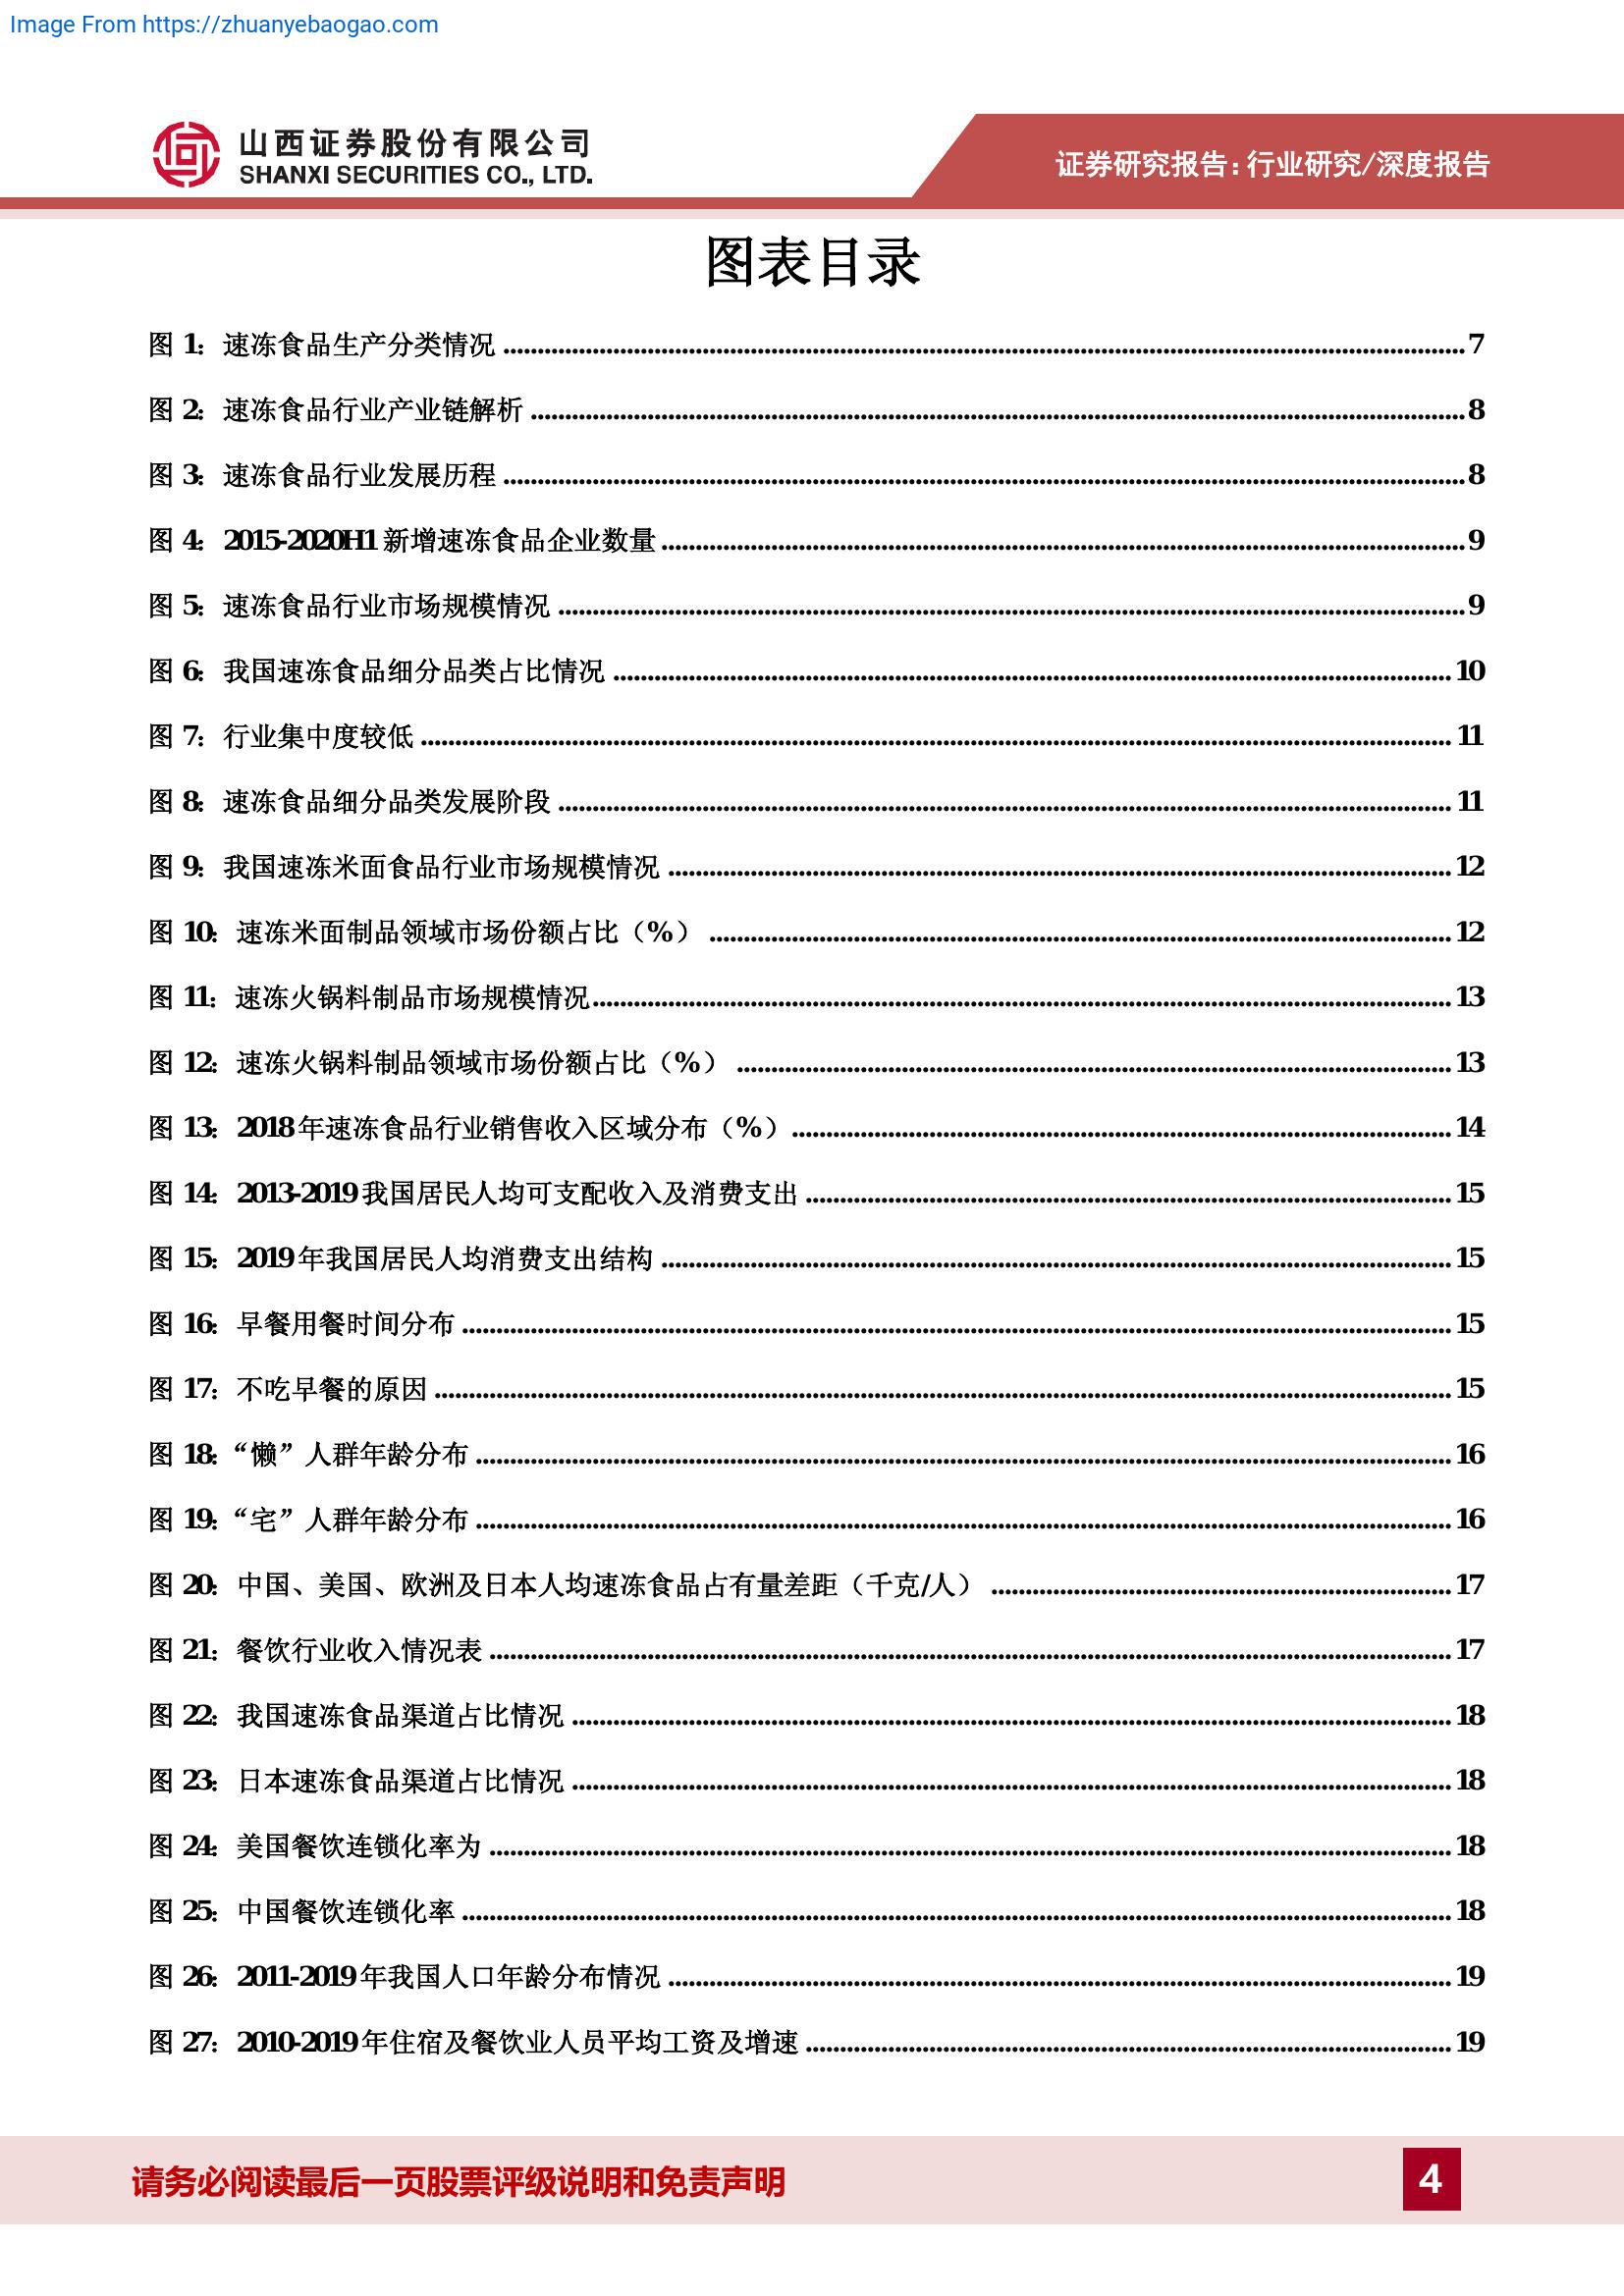 Image From https://zhuanyebaogao.com
山西证券股份有限公司
SHANXI SECURITIES CO., LTD.
证券研究报告：行业研究/深度报告
图表目录
图 1：速冻食品生产分类情况 7
图 2：速冻食品行业产业链解析 8
图 3：速冻食品行业发展历程 8
图 4：2015-2020H1 新增速冻食品企业数量 9
图 5：速冻食品行业市场规模情况 9
图 6：我国速冻食品细分品类占比情况 10
图 7：行业集中度较低 11
图 8：速冻食品细分品类发展阶段 11
图 9：我国速冻米面食品行业市场规模情况 12
图 10：速冻米面制品领域市场份额占比（%） 12
图 11：速冻火锅料制品市场规模情况 13
图 12：速冻火锅料制品领域市场份额占比（%） 13
图 13：2018 年速冻食品行业销售收入区域分布（%） 14
图 14：2013-2019 我国居民人均可支配收入及消费支出 15
图 15：2019 年我国居民人均消费支出结构 15
图 16：早餐用餐时间分布 15
图 17：不吃早餐的原因 15
图 18：“懒”人群年龄分布 16
图 19：“宅”人群年龄分布 16
图 20：中国、美国、欧洲及日本人均速冻食品占有量差距（千克/人） 17
图 21：餐饮行业收入情况表 17
图 22：我国速冻食品渠道占比情况 18
图 23：日本速冻食品渠道占比情况 18
图 24：美国餐饮连锁化率为 18
图 25：中国餐饮连锁化率 18
图 26：2011-2019 年我国人口年龄分布情况 19
图 27：2010-2019 年住宿及餐饮业人员平均工资及增速 19
请务必阅读最后一页股票评级说明和免责声明
4